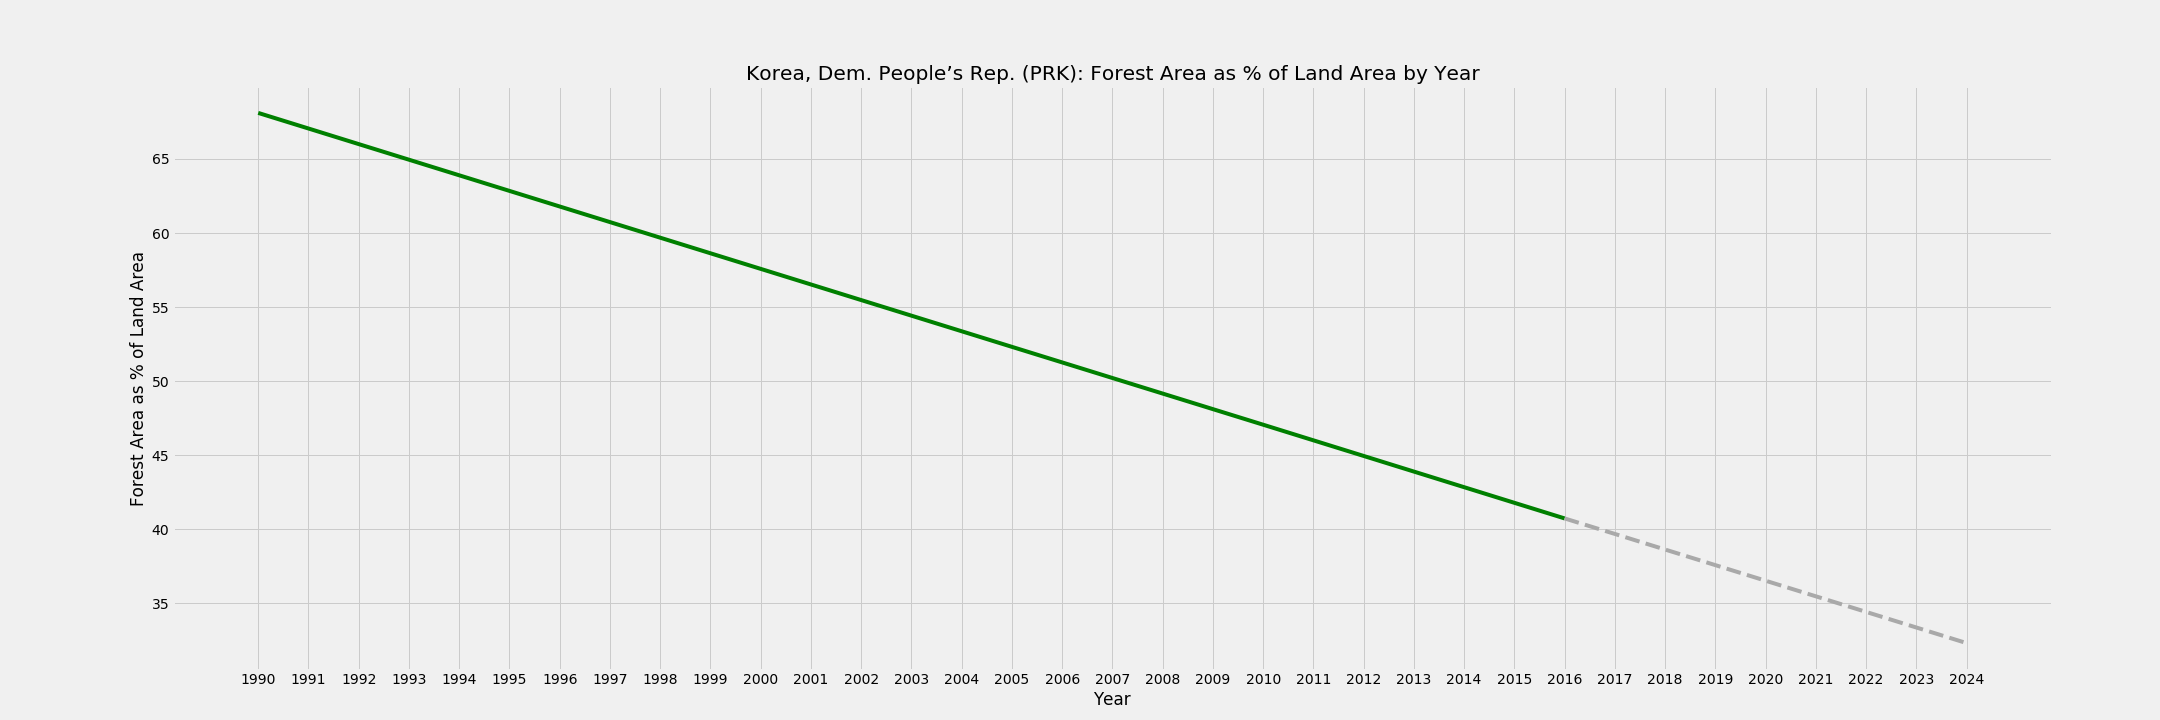 Korea, Dem. People’s Rep. (PRK): Forest Area as % of Land Area by Year
Forest Area as % of Land Area
65
60
55
50
45
40
35
1990 1991 1992 1993 1994 1995 1996 1997 1998 1999 2000 2001 2002 2003 2004 2005 2006 2007 2008 2009 2010 2011 2012 2013 2014 2015 2016 2017 2018 2019 2020 2021 2022 2023 2024
Year